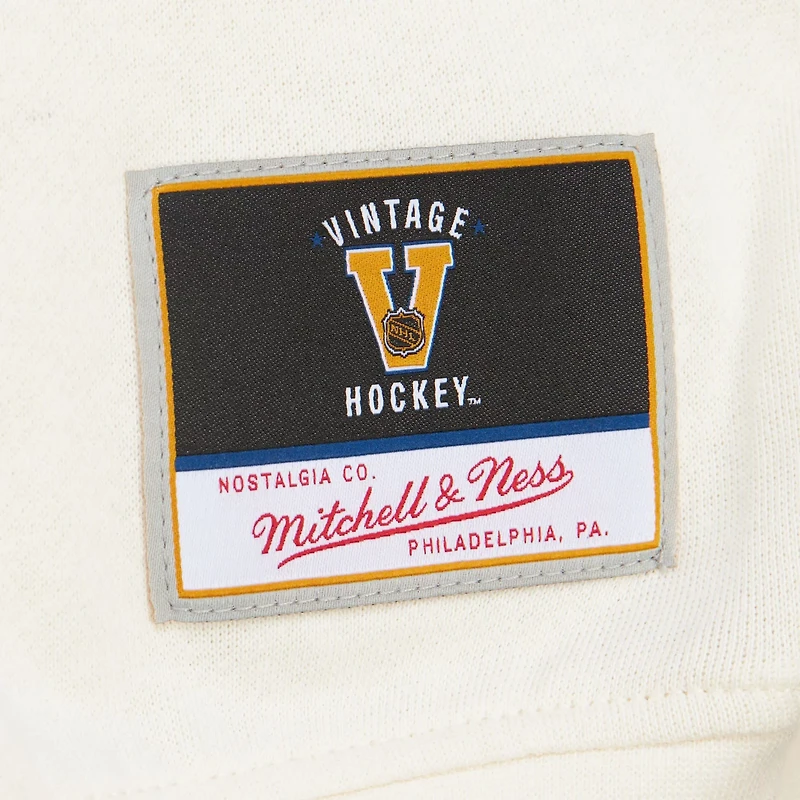 VINTAGE
V
NHL
HOCKEY™
NOSTALGIA CO.
Mitchell & Ness
PHILADELPHIA, PA.